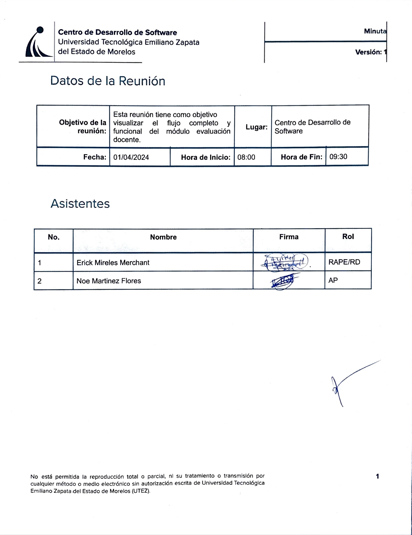 Centro de Desarrollo de Software
Universidad Tecnológica Emiliano Zapata
del Estado de Morelos
Minuta
Versión: 1
Datos de la Reunión
Objetivo de la reunión:
Esta reunión tiene como objetivo
visualizar el flujo completo y
funcional del módulo evaluación
docente.
Lugar:
Centro de Desarrollo de
Software
Fecha: 01/04/2024 Hora de Inicio: 08:00 Hora de Fin: 09:30
Asistentes
No. Nombre Firma Rol
1 Erick Mireles Merchant RAPE/RD
2 Noe Martinez Flores AP
No está permitida la reproducción total o parcial, ni su tratamiento o transmisión por
cualquier método o medio electrónico sin autorización escrita de Universidad Tecnológica
Emiliano Zapata del Estado de Morelos (UTEZ).
1